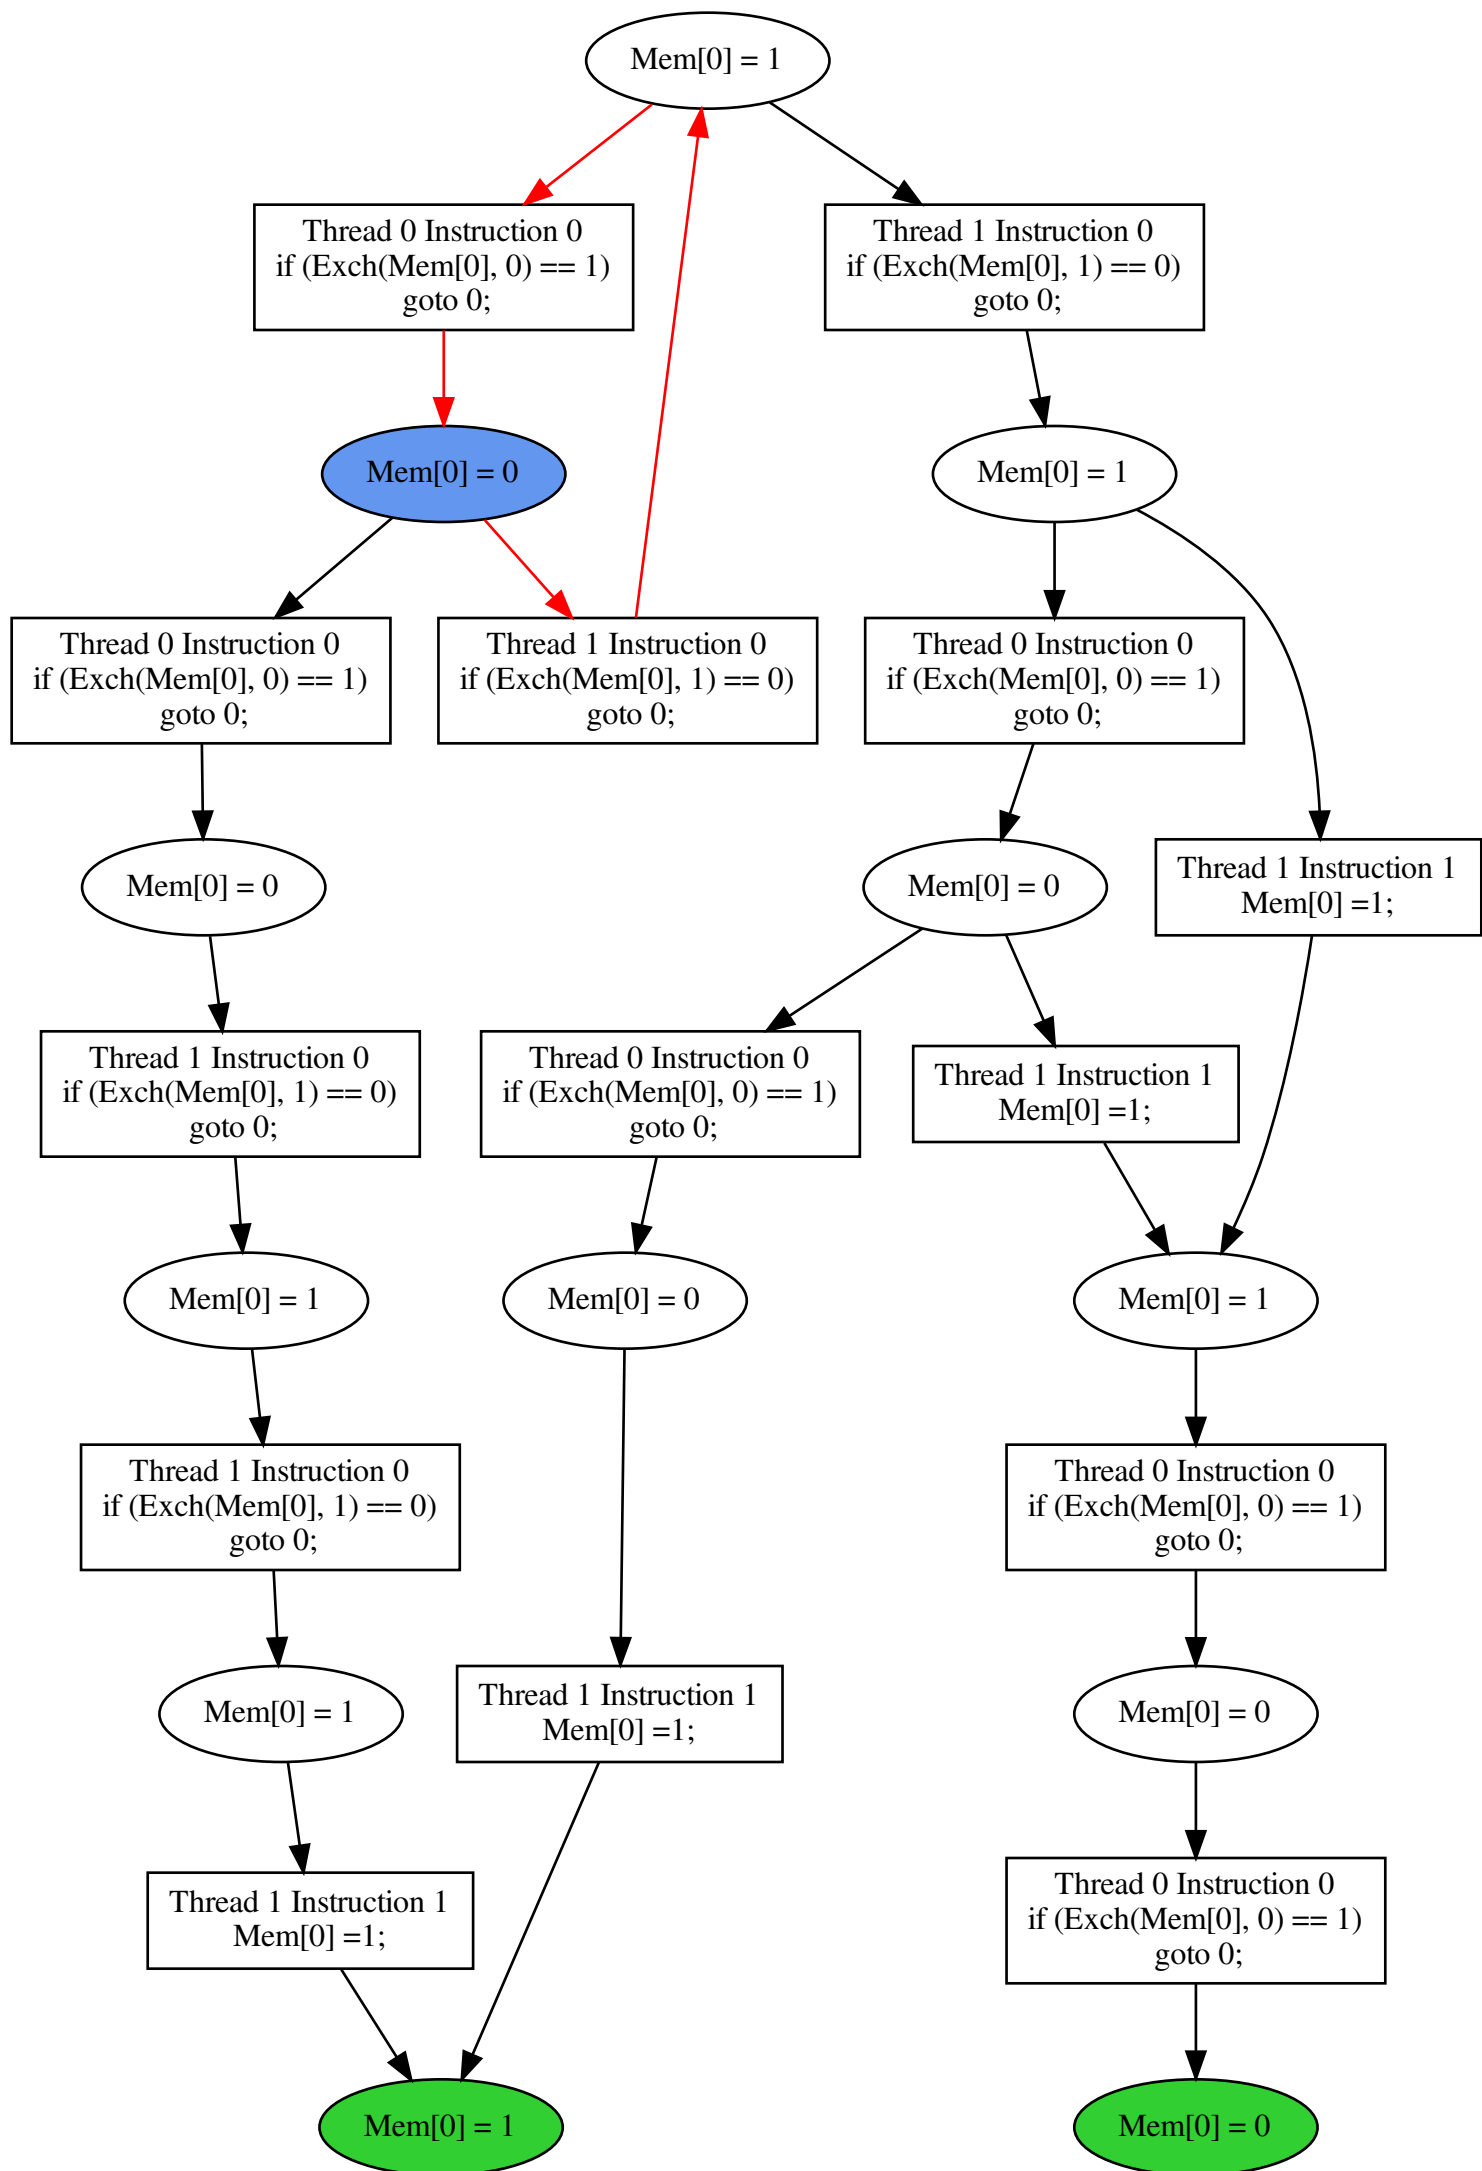 Mem[0] = 1
Thread 0 Instruction 0
if (Exch(Mem[0], 0) == 1)
goto 0;
Thread 1 Instruction 0
if (Exch(Mem[0], 1) == 0)
goto 0;
Mem[0] = 0
Mem[0] = 1
Thread 0 Instruction 0
if (Exch(Mem[0], 0) == 1)
goto 0;
Thread 1 Instruction 0
if (Exch(Mem[0], 1) == 0)
goto 0;
Thread 0 Instruction 0
if (Exch(Mem[0], 0) == 1)
goto 0;
Mem[0] = 0
Mem[0] = 0
Thread 1 Instruction 1
Mem[0] =1;
Thread 1 Instruction 0
if (Exch(Mem[0], 1) == 0)
goto 0;
Thread 0 Instruction 0
if (Exch(Mem[0], 0) == 1)
goto 0;
Thread 1 Instruction 1
Mem[0] =1;
Mem[0] = 1
Mem[0] = 0
Mem[0] = 1
Thread 1 Instruction 0
if (Exch(Mem[0], 1) == 0)
goto 0;
Thread 0 Instruction 0
if (Exch(Mem[0], 0) == 1)
goto 0;
Mem[0] = 1
Thread 1 Instruction 1
Mem[0] =1;
Mem[0] = 0
Thread 1 Instruction 1
Mem[0] =1;
Thread 0 Instruction 0
if (Exch(Mem[0], 0) == 1)
goto 0;
Mem[0] = 1
Mem[0] = 0